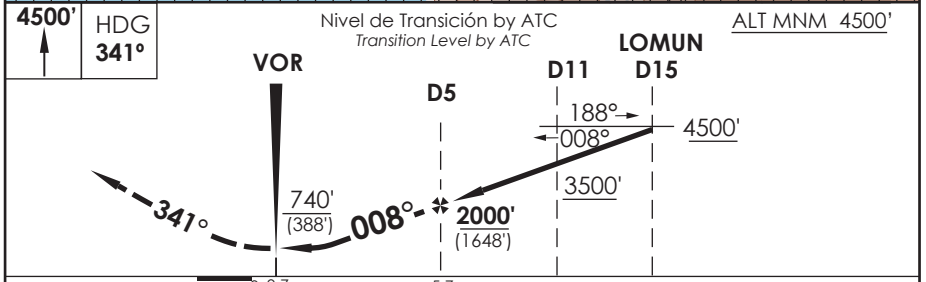 4500'
HDG
341°
Nivel de Transición by ATC
Transition Level by ATC
ALT MNM 4500'
VOR
LOMUN
D11 D15
D5
188°
008°
4500'
3500'
740'
(388')
008°
2000'
(1648')
341°